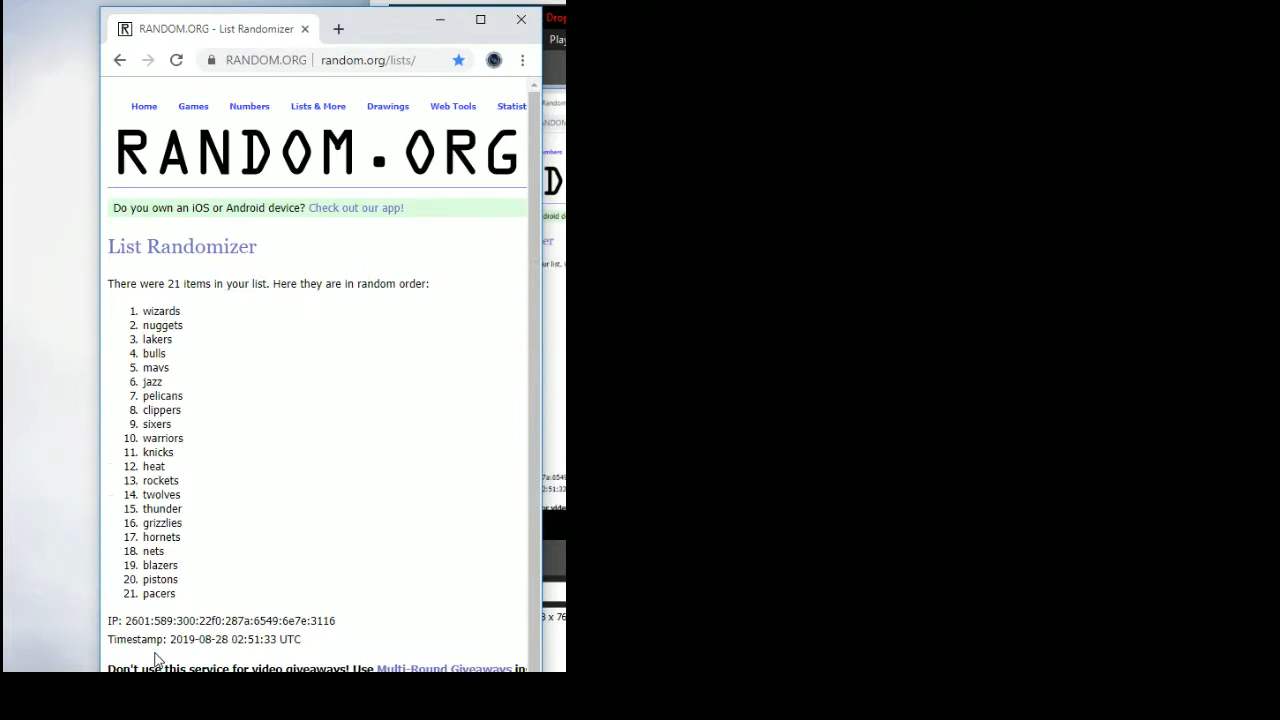 RANDOM.ORG - List Randomizer
RANDOM.ORG random.org/lists/
Home Games Numbers Lists & More Drawings Web Tools Statist
RANDOM.ORG
Do you own an iOS or Android device? Check out our app!
List Randomizer
There were 21 items in your list. Here they are in random order:
1. wizards
2. nuggets
3. lakers
4. bulls
5. mavs
6. jazz
7. pelicans
8. clippers
9. sixers
10. warriors
11. knicks
12. heat
13. rockets
14. twolves
15. thunder
16. grizzlies
17. hornets
18. nets
19. blazers
20. pistons
21. pacers
IP: 2601:589:300:22f0:287a:6549:6e7e:3116
Timestamp: 2019-08-28 02:51:33 UTC
Don't use this service for video giveaways! Use Multi-Round Giveaways in
Drop
Play